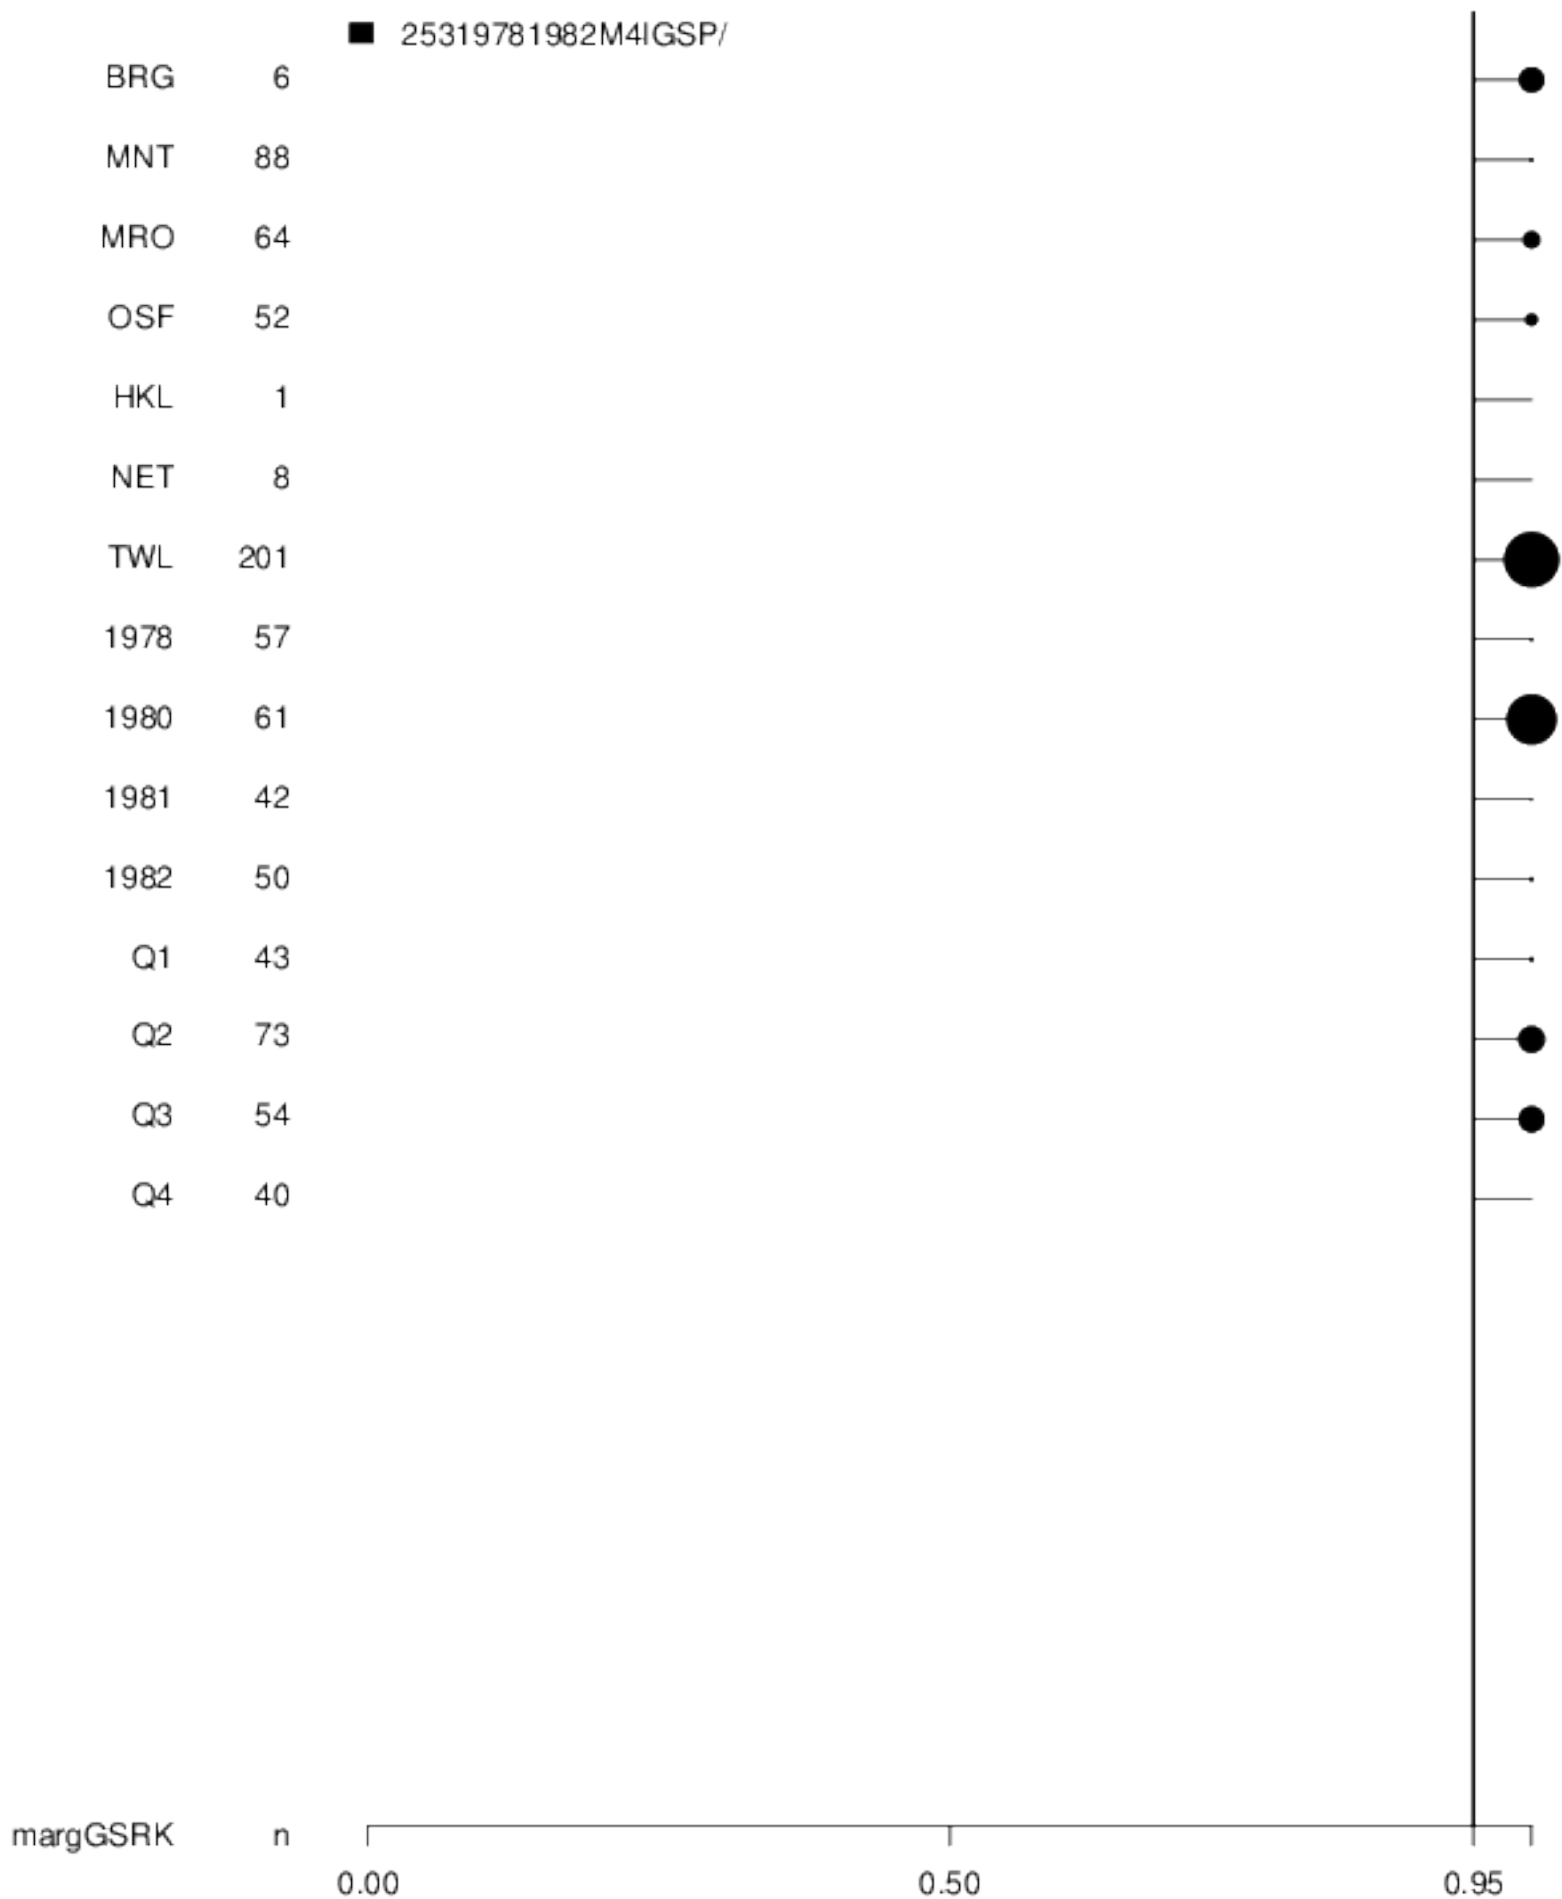 25319781982M4IGSP/
BRG 6
MNT 88
MRO 64
OSF 52
HKL 1
NET 8
TWL 201
1978 57
1980 61
1981 42
1982 50
Q1 43
Q2 73
Q3 54
Q4 40
margGSRK n
0.00 0.50 0.95